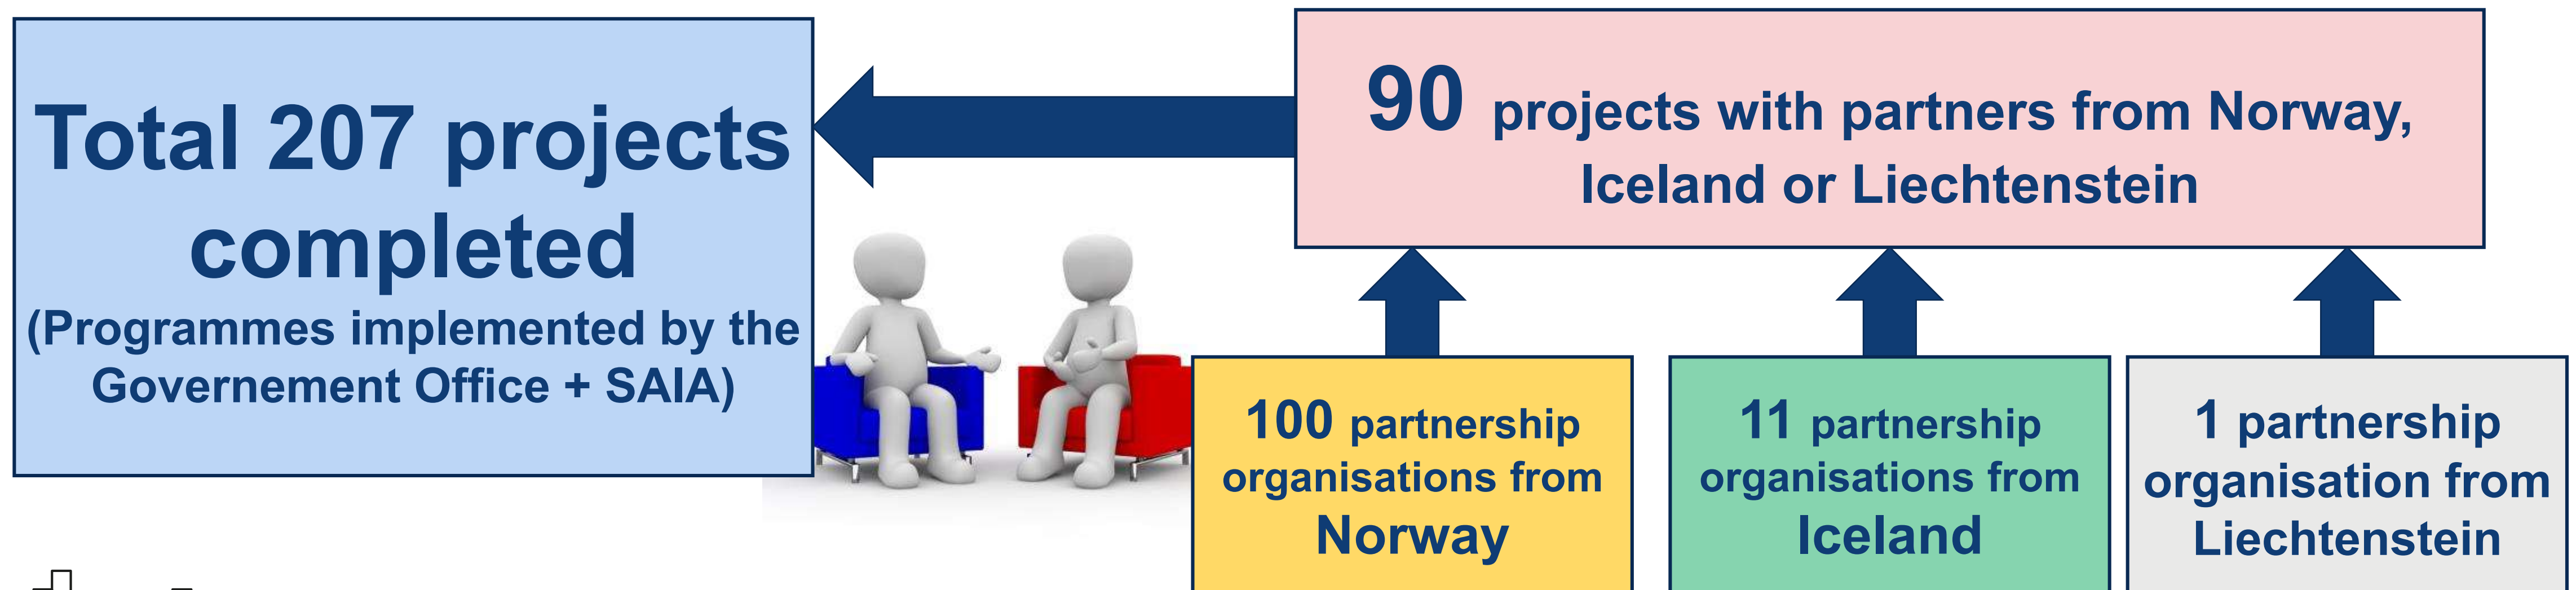 Total 207 projects
completed
(Programmes implemented by the
Governement Office + SAIA)
90 projects with partners from Norway,
Iceland or Liechtenstein
100 partnership
organisations from
Norway
11 partnership
organisations from
Iceland
1 partnership
organisation from
Liechtenstein